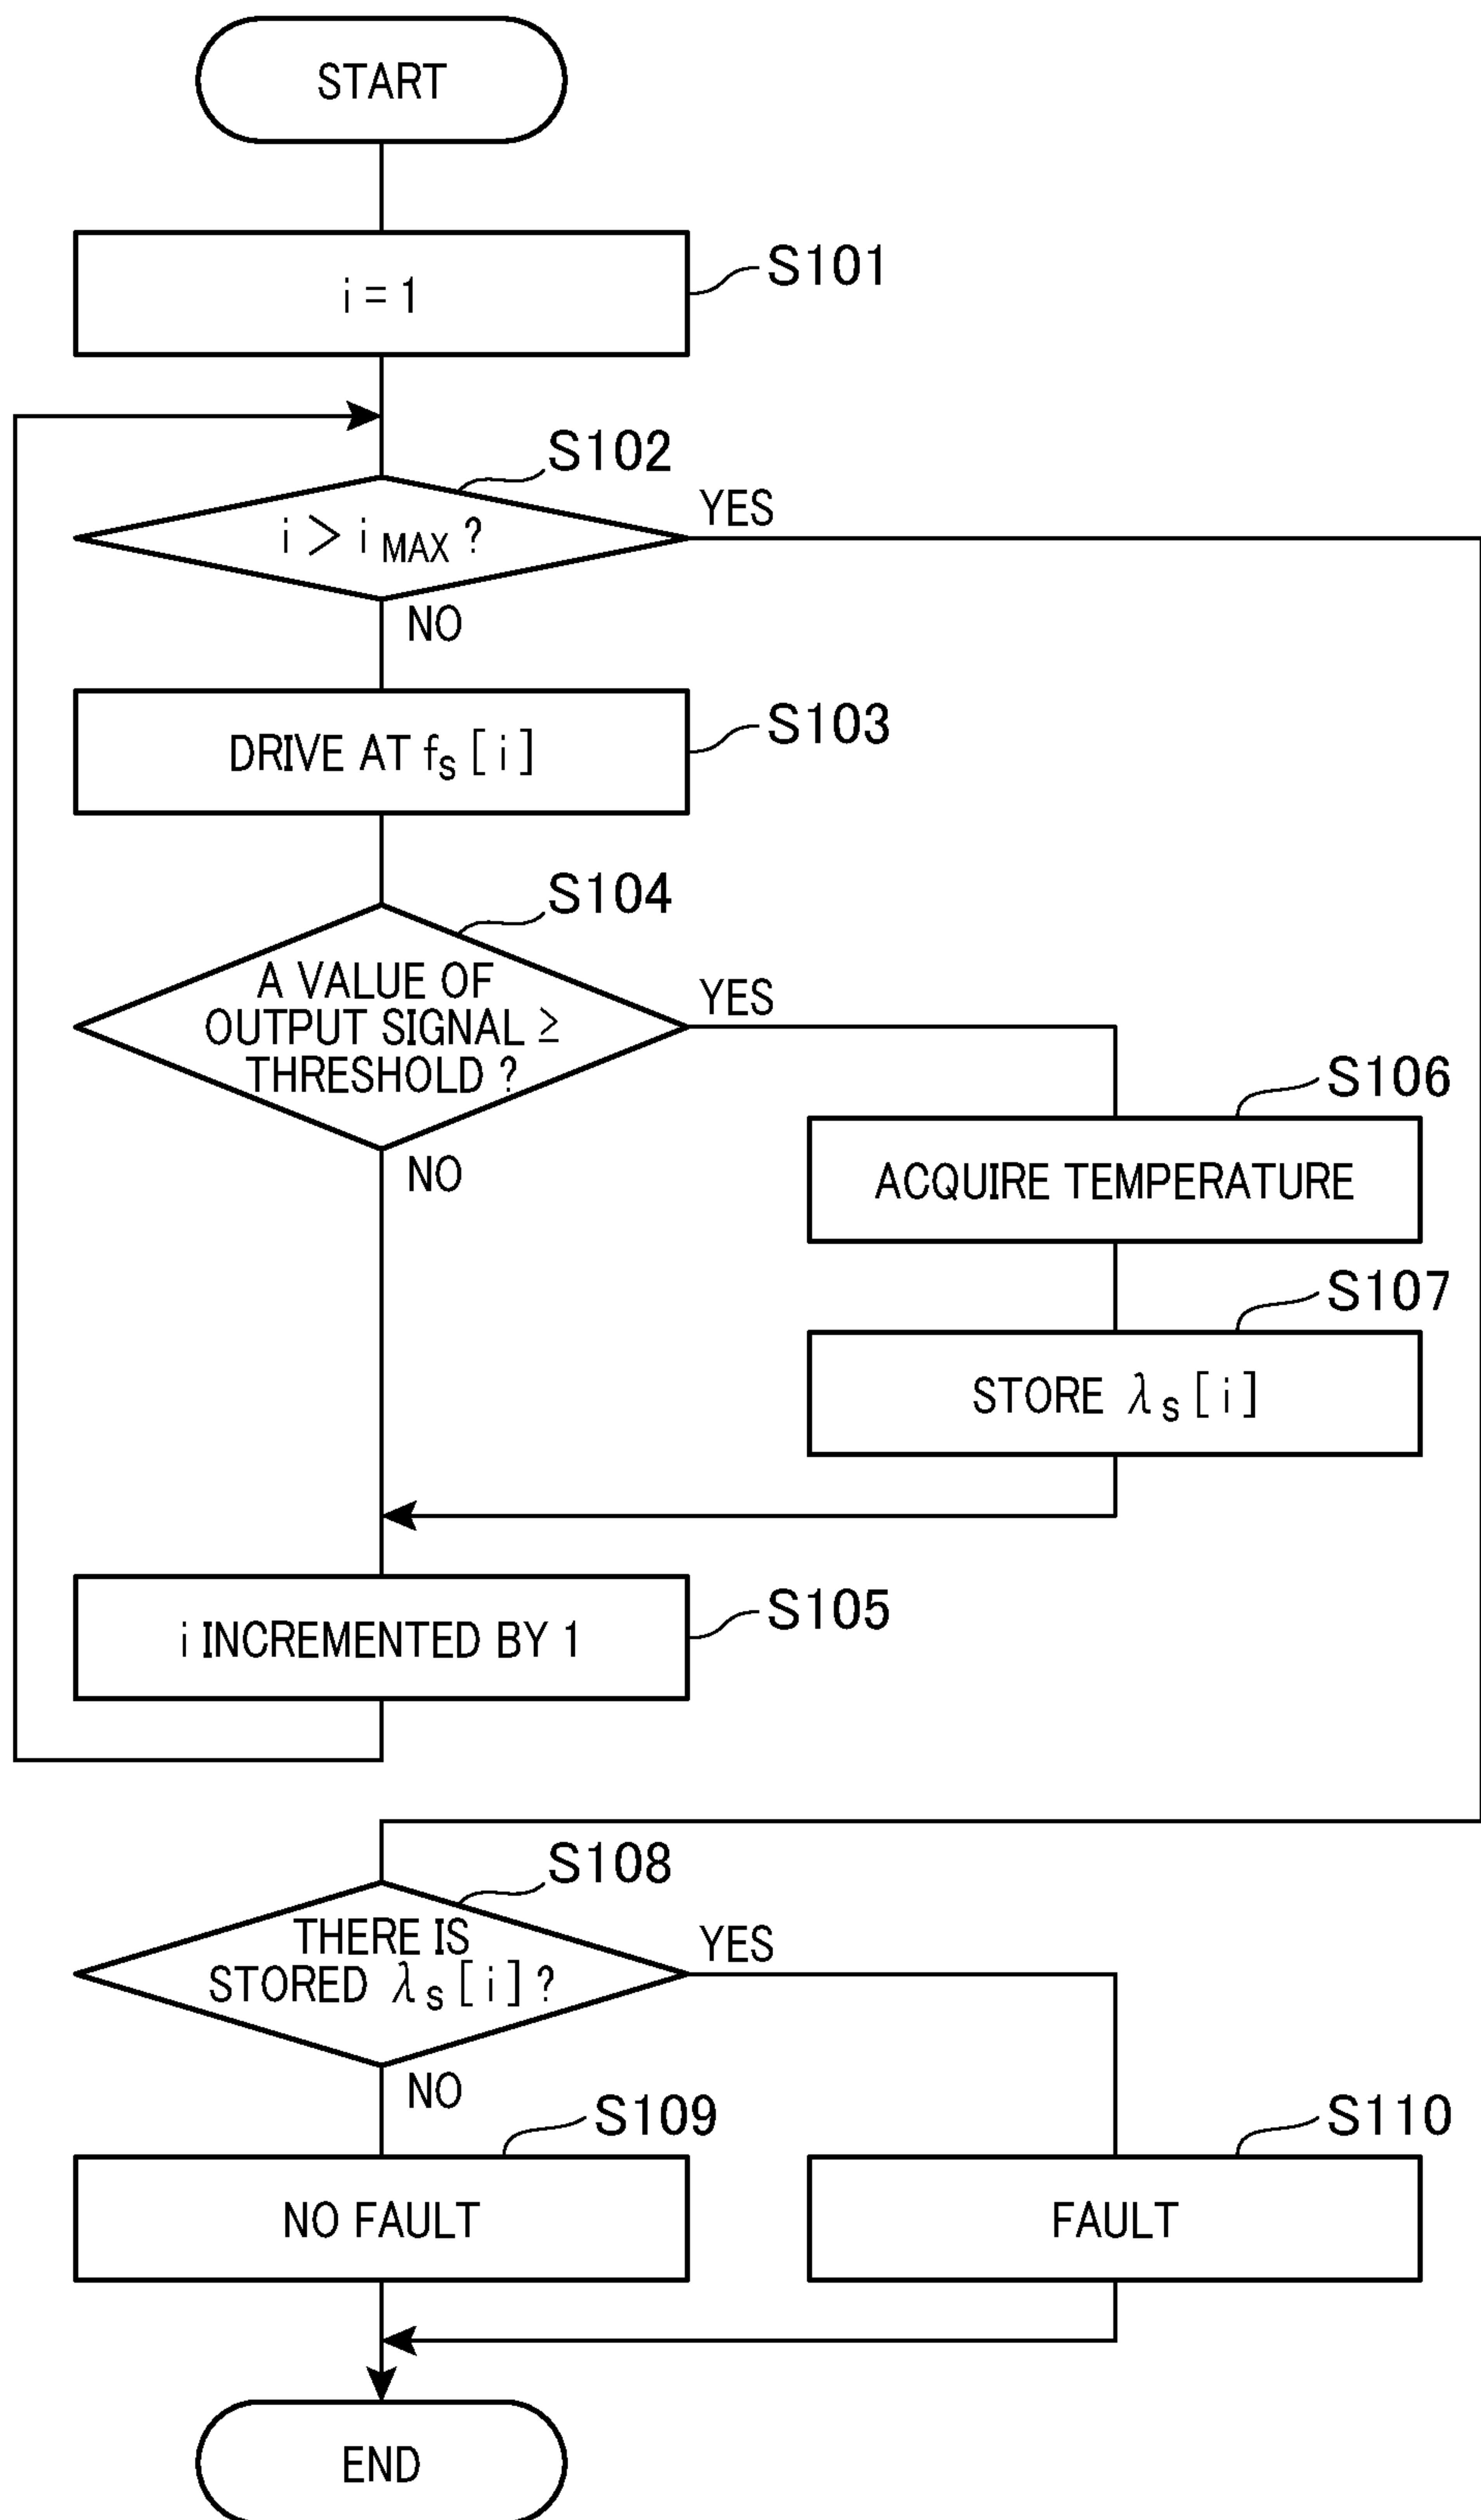 START
i = 1
S101
S102
i > i MAX ?
YES
NO
DRIVE AT fs [ i ]
S103
S104
A VALUE OF
OUTPUT SIGNAL ≥
THRESHOLD ?
YES
NO
S106
ACQUIRE TEMPERATURE
S107
STORE λs [ i ]
i INCREMENTED BY 1
S105
S108
THERE IS
STORED λs [ i ] ?
YES
NO
S109
NO FAULT
S110
FAULT
END